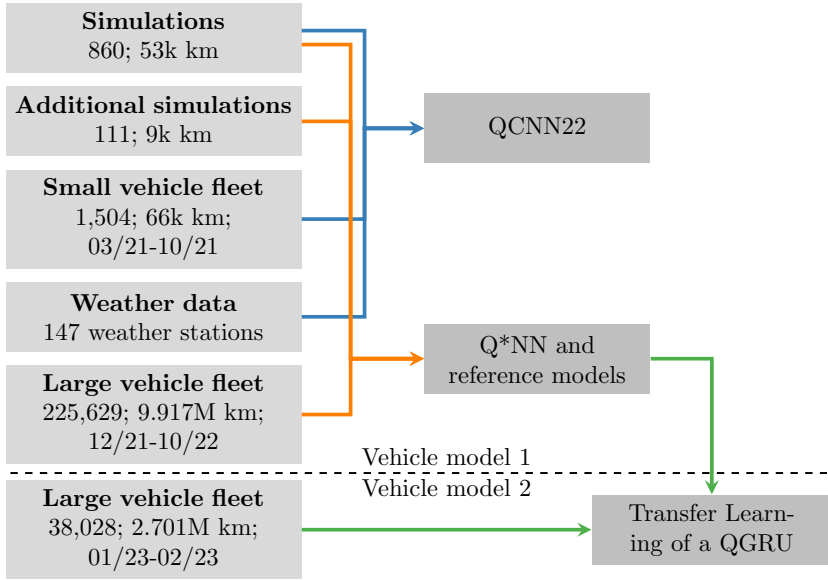 Simulations
860; 53k km
Additional simulations
111; 9k km
QCNN22
Small vehicle fleet
1,504; 66k km;
03/21-10/21
Weather data
147 weather stations
Q*NN and
reference models
Large vehicle fleet
225,629; 9.917M km;
12/21-10/22
Vehicle model 1
Vehicle model 2
Large vehicle fleet
38,028; 2.701M km;
01/23-02/23
Transfer Learn-
ing of a QGRU